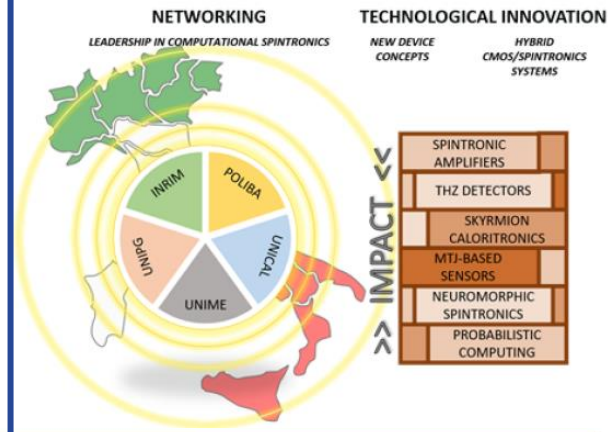 NETWORKING
LEADERSHIP IN COMPUTATIONAL SPINTRONICS
TECHNOLOGICAL INNOVATION
NEW DEVICE
CONCEPTS
HYBRID
CMOS/SPINTRONICS
SYSTEMS
INRIM
POLIBA
UNICAL
UNIME
UNIPG
>> IMPACT <<
SPINTRONIC
AMPLIFIERS
THZ DETECTORS
SKYRMION
CALORITRONICS
MTJ-BASED
SENSORS
NEUROMORPHIC
SPINTRONICS
PROBABILISTIC
COMPUTING